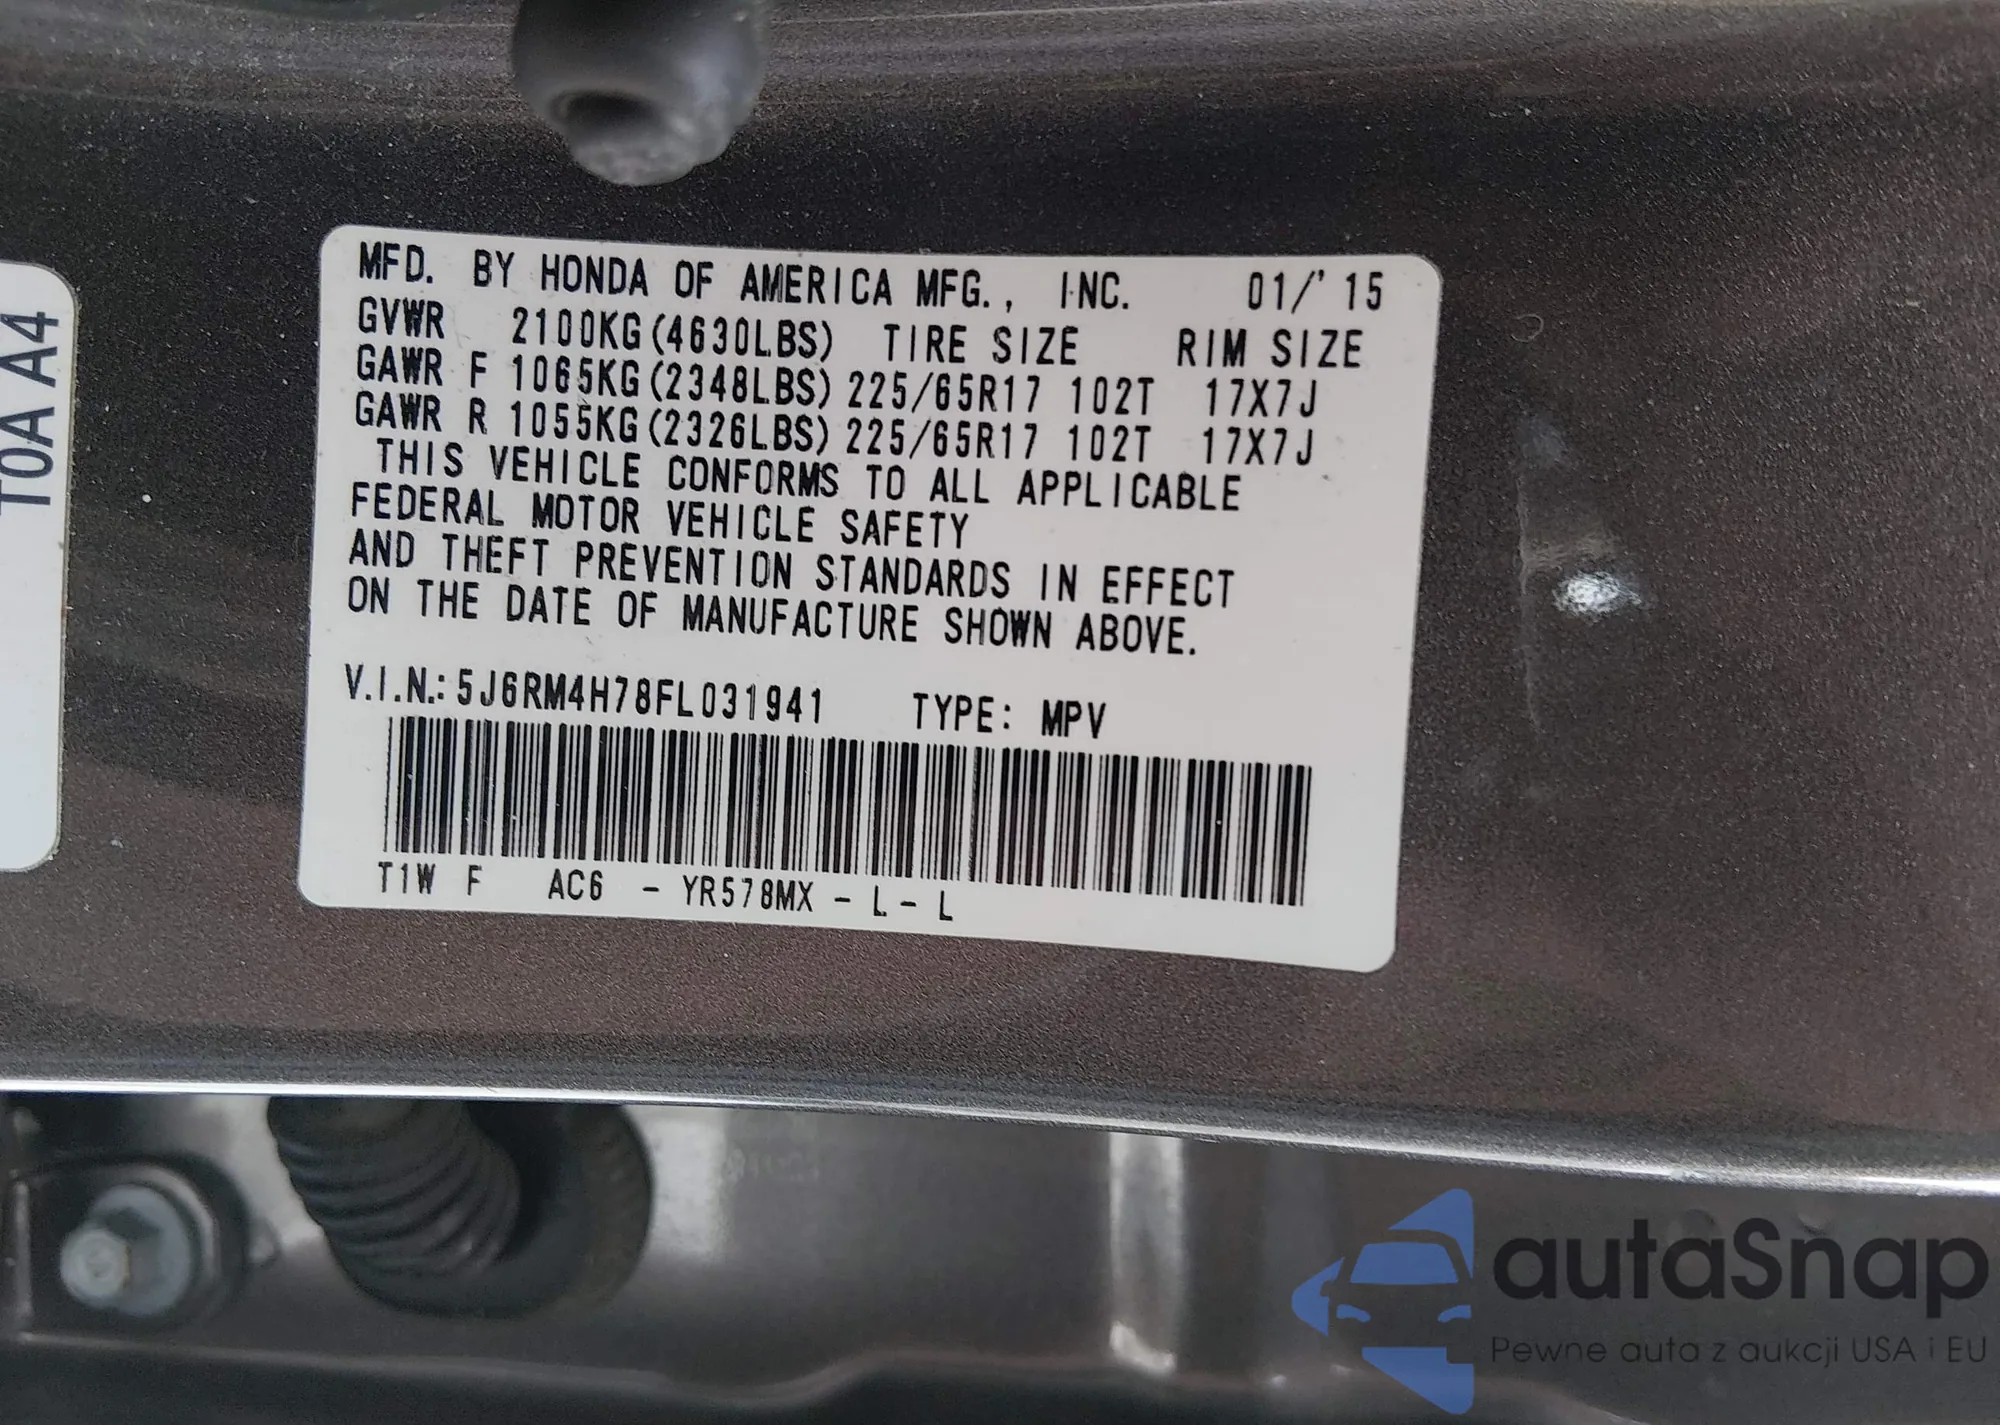 MFD. BY HONDA OF AMERICA MFG., INC. 01/'15
GVWR 2100KG(4630LBS) TIRE SIZE RIM SIZE
GAWR F 1065KG(2348LBS) 225/65R17 102T 17X7J
GAWR R 1055KG(2326LBS) 225/65R17 102T 17X7J
THIS VEHICLE CONFORMS TO ALL APPLICABLE
FEDERAL MOTOR VEHICLE SAFETY
AND THEFT PREVENTION STANDARDS IN EFFECT
ON THE DATE OF MANUFACTURE SHOWN ABOVE.
V.I.N.: 5J6RM4H78FL031941 TYPE: MPV
T1W F AC6 - YR578MX - L - L
T0A A4
autaSnap
Pewne auta z aukcji USA i EU